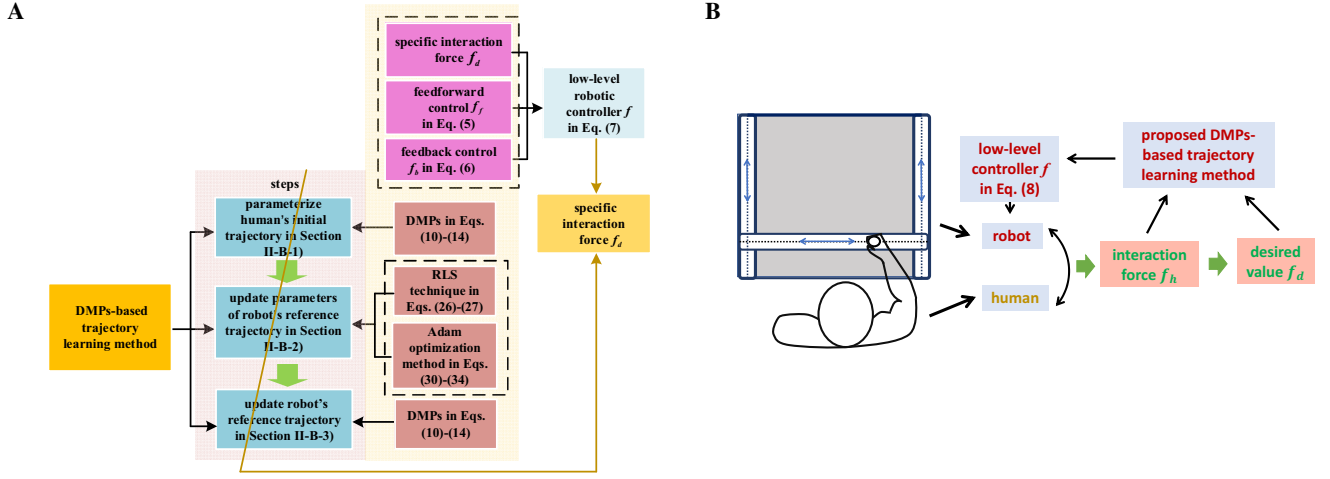 A
specific interaction
force f_d
feedforward
control f_f
in Eq. (5)
feedback control
f_b in Eq. (6)
low-level
robotic
controller f
in Eq. (7)
specific
interaction
force f_d
steps
parameterize
human's initial
trajectory in Section
II-B-1)
DMPs in Eqs.
(10)-(14)
update parameters
of robot's reference
trajectory in Section
II-B-2)
RLS
technique in
Eqs. (26)-(27)
Adam
optimization
method in Eqs.
(30)-(34)
DMPs-based
trajectory
learning method
update robot's
reference trajectory
in Section II-B-3)
DMPs in Eqs.
(10)-(14)
B
low-level
controller f
in Eq. (8)
proposed DMPs-
based trajectory
learning method
robot
human
interaction
force f_h
desired
value f_d